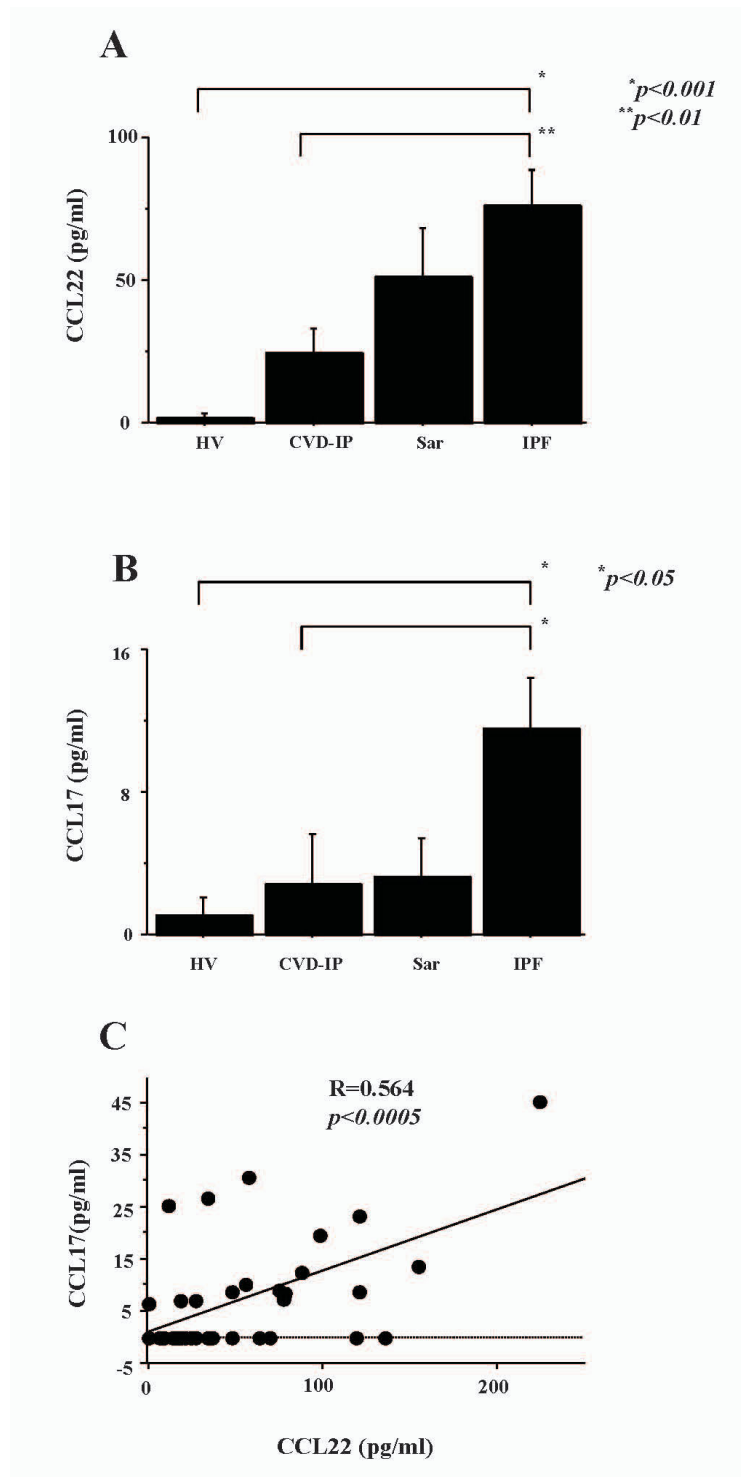 A
*
*p<0.001
**
**p<0.01
100
50
0
CCL22 (pg/ml)
HV CVD-IP Sar IPF
B
*
*p<0.05
*
16
8
0
CCL17 (pg/ml)
HV CVD-IP Sar IPF
C
R=0.564
p<0.0005
45
35
25
15
5
-5
CCL17(pg/ml)
0 100 200
CCL22 (pg/ml)